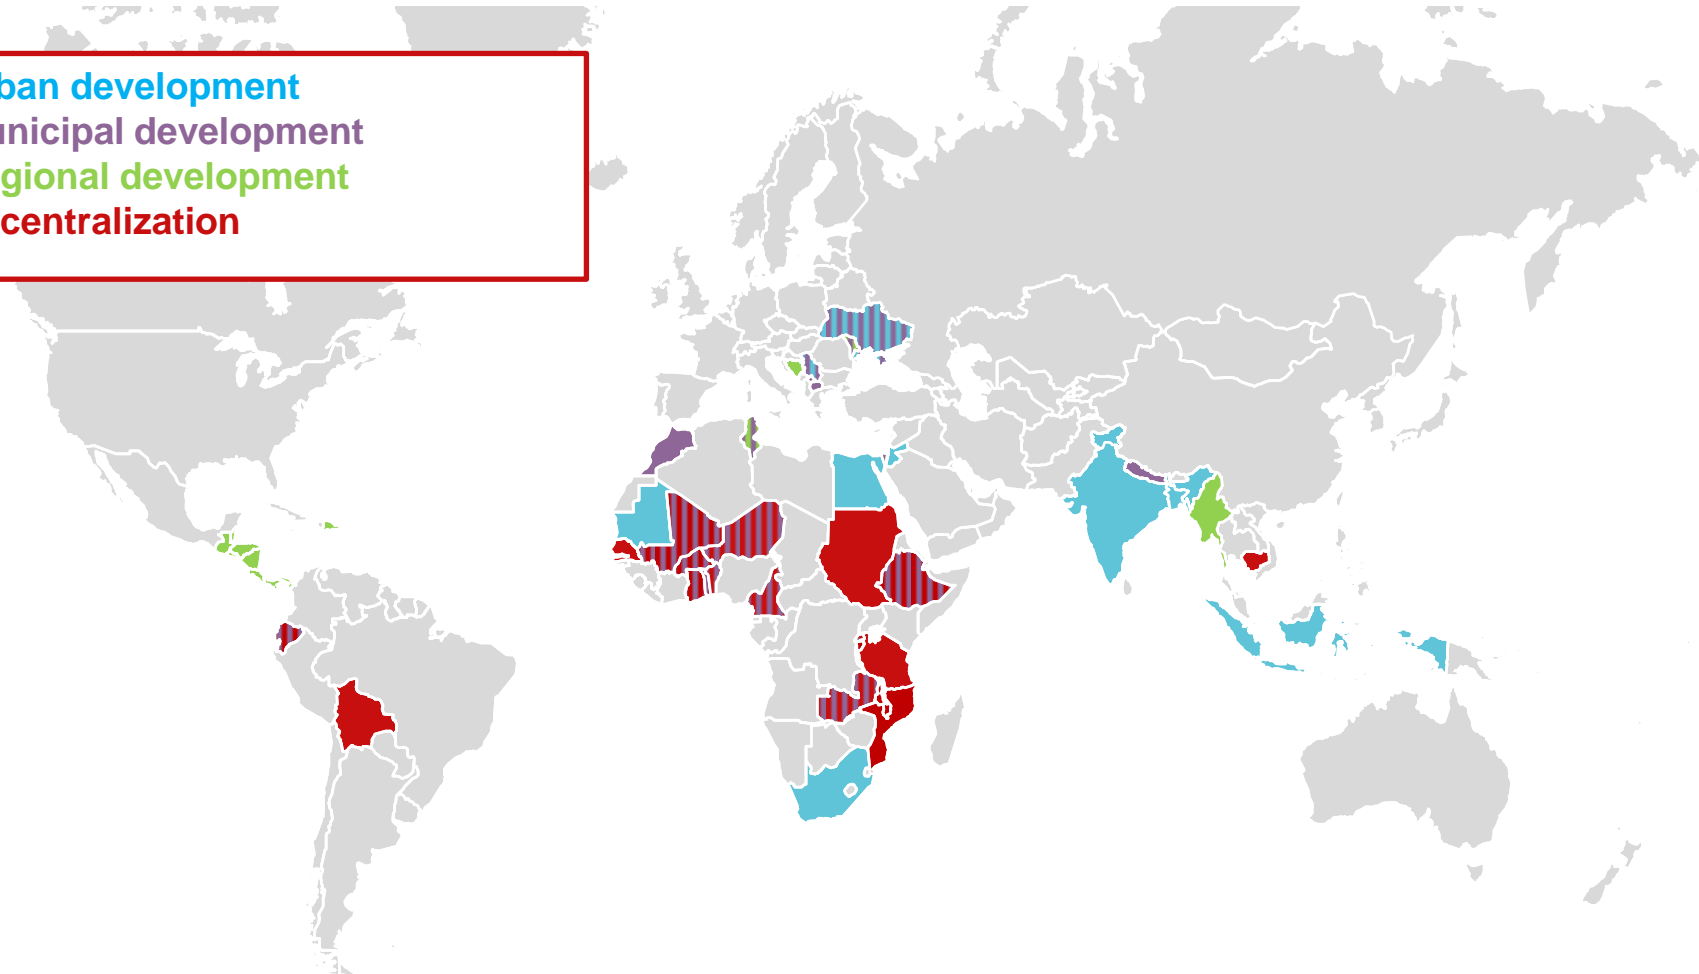 ban development
unicipal development
gional development
centralization